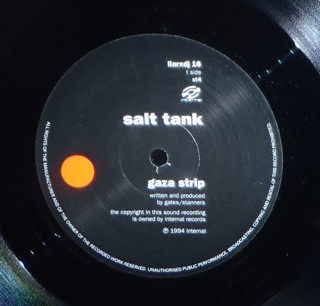 liarxdj 16
t side
st4
salt tank
gaza strip
written and produced
by gates/stanners
the copyright in this sound recording
is owned by internal records
℗ 1994 internal
ALL RIGHTS OF THE MANUFACTURER AND OF THE OWNER OF THE RECORDED WORK RESERVED. UNAUTHORISED PUBLIC PERFORMANCE, BROADCASTING, COPYING AND RENTAL OF THIS RECORD PROHIBITED.